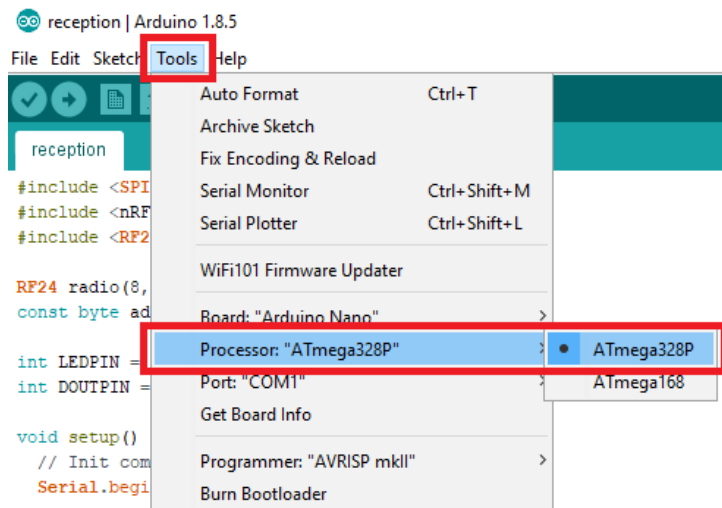 reception | Arduino 1.8.5
File Edit Sketch Tools Help
Auto Format Ctrl+T
Archive Sketch
reception
Fix Encoding & Reload
#include <SPI
Serial Monitor Ctrl+Shift+M
#include <nRF
Serial Plotter Ctrl+Shift+L
#include <RF2
WiFi101 Firmware Updater
RF24 radio(8,
const byte ad
Board: "Arduino Nano"
Processor: "ATmega328P" ATmega328P
int LEDPIN =
int DOUTPIN =
Port: "COM1" ATmega168
Get Board Info
void setup()
// Init com
Programmer: "AVRISP mkII"
Serial.begi
Burn Bootloader